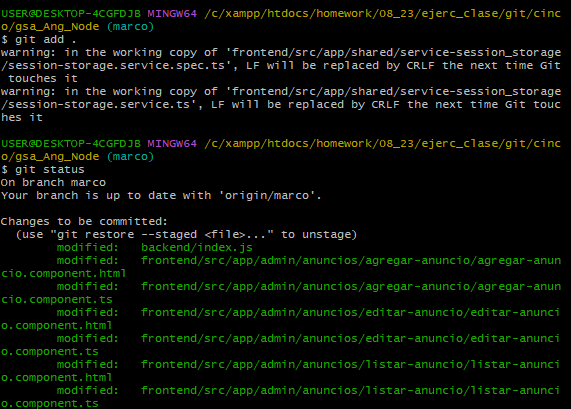 USER@DESKTOP-4CGFDJB MINGW64 /c/xampp/htdocs/homework/08_23/ejerc_clase/git/cinc
o/gsa_Ang_Node (marco)
$ git add .
warning: in the working copy of 'frontend/src/app/shared/service-session_storage
/session-storage.service.spec.ts', LF will be replaced by CRLF the next time Git
 touches it
warning: in the working copy of 'frontend/src/app/shared/service-session_storage
/session-storage.service.ts', LF will be replaced by CRLF the next time Git touc
hes it
USER@DESKTOP-4CGFDJB MINGW64 /c/xampp/htdocs/homework/08_23/ejerc_clase/git/cinc
o/gsa_Ang_Node (marco)
$ git status
On branch marco
Your branch is up to date with 'origin/marco'.
Changes to be committed:
  (use "git restore --staged <file>..." to unstage)
        modified:   backend/index.js
        modified:   frontend/src/app/admin/anuncios/agregar-anuncio/agregar-anun
cio.component.html
        modified:   frontend/src/app/admin/anuncios/agregar-anuncio/agregar-anun
cio.component.ts
        modified:   frontend/src/app/admin/anuncios/editar-anuncio/editar-anunci
o.component.html
        modified:   frontend/src/app/admin/anuncios/editar-anuncio/editar-anunci
o.component.ts
        modified:   frontend/src/app/admin/anuncios/listar-anuncio/listar-anunci
o.component.html
        modified:   frontend/src/app/admin/anuncios/listar-anuncio/listar-anunci
o.component.ts